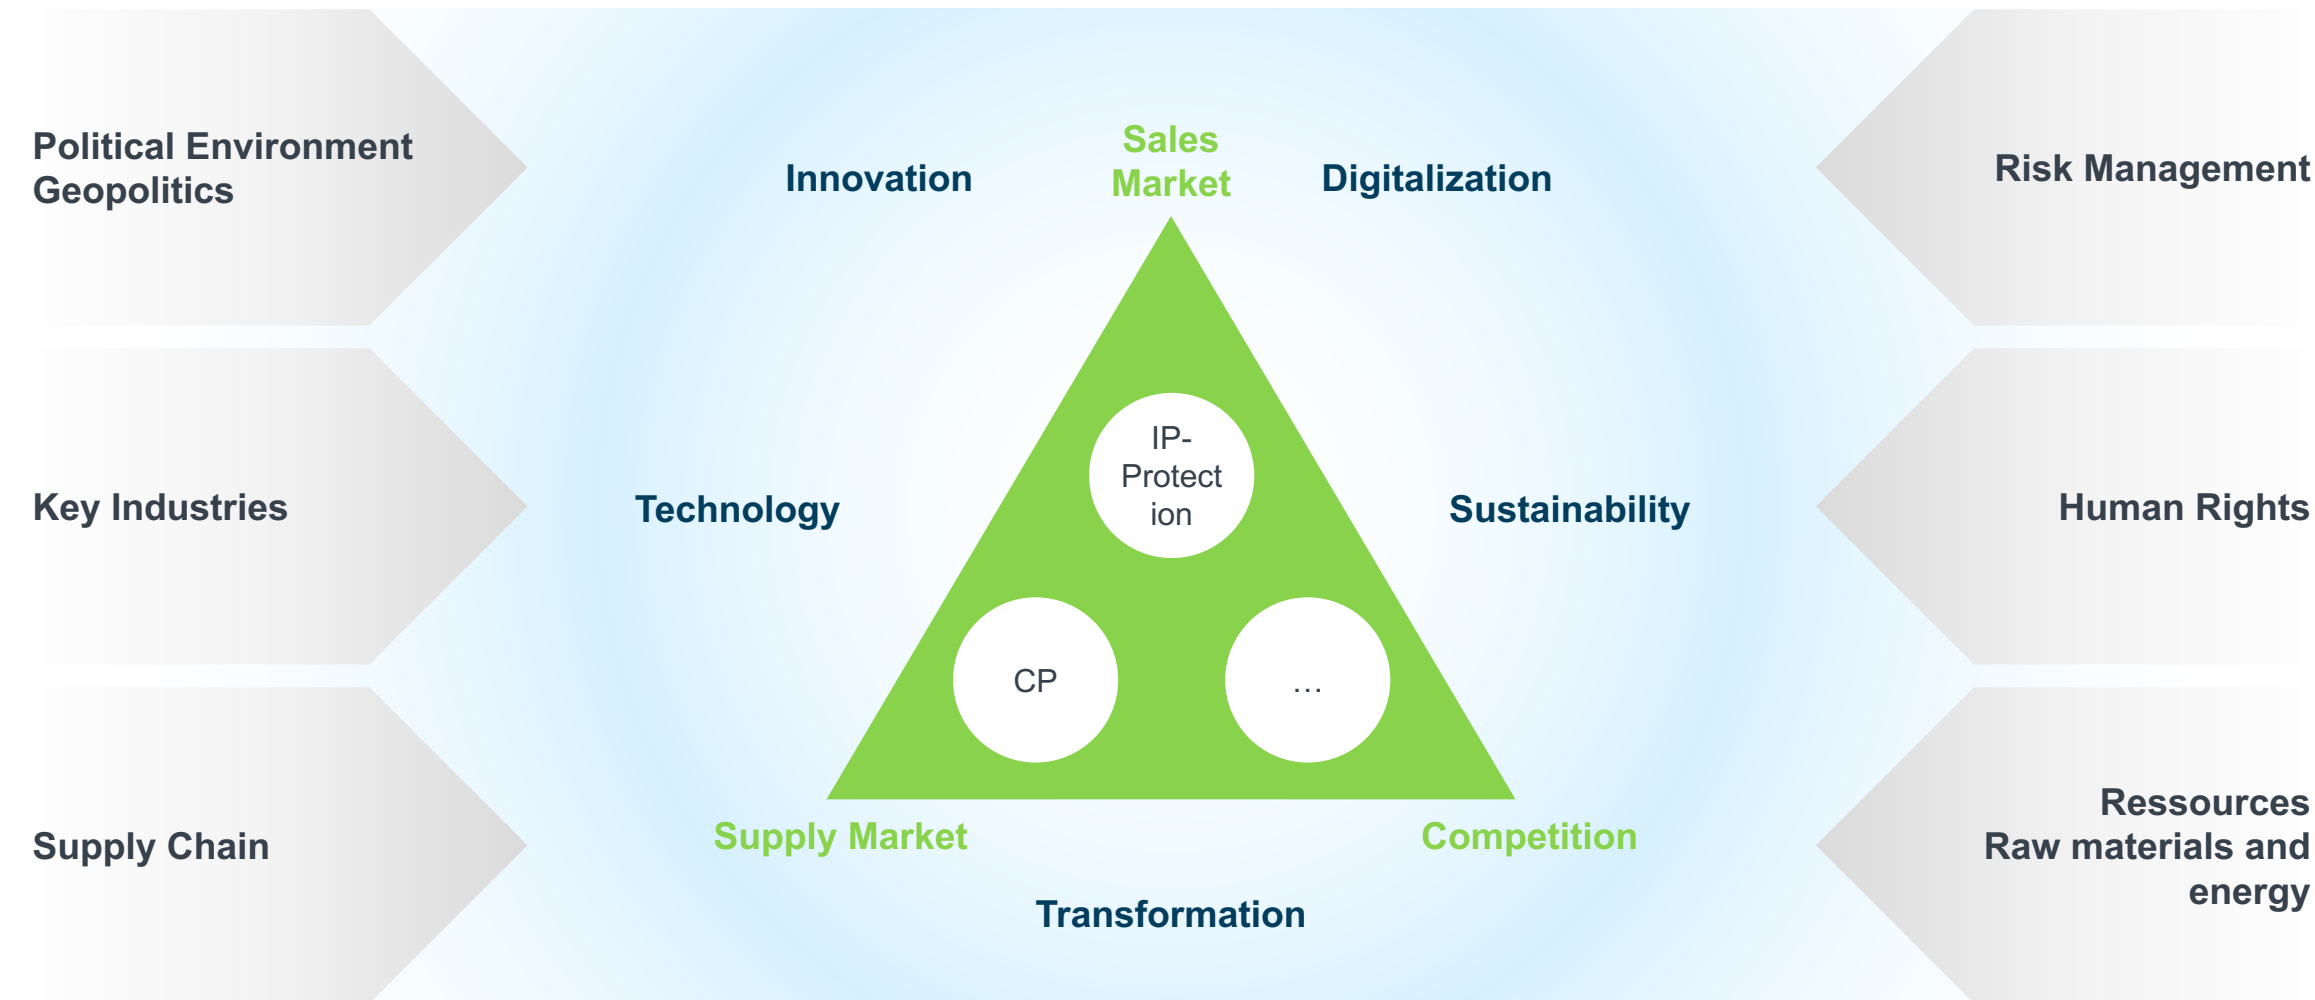 Political Environment
Geopolitics
Key Industries
Supply Chain
Innovation
Sales
Market
Digitalization
Technology
IP-
Protect
ion
Sustainability
CP
…
Supply Market
Competition
Transformation
Risk Management
Human Rights
Ressources
Raw materials and
energy